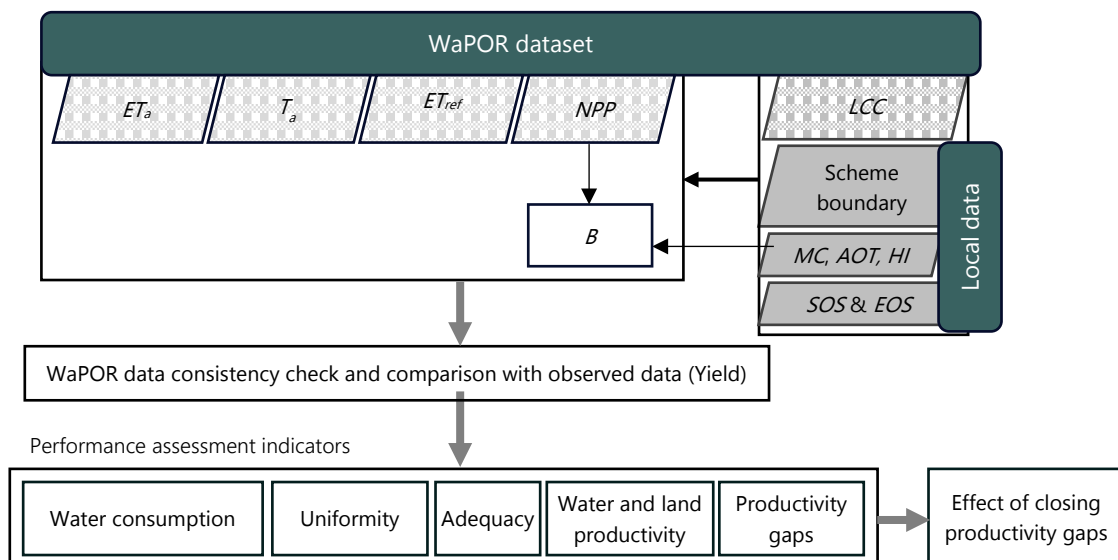 WaPOR dataset
ETa
Ta
ETref
NPP
LCC
Scheme
boundary
Local data
B
MC, AOT, HI
SOS & EOS
WaPOR data consistency check and comparison with observed data (Yield)
Performance assessment indicators
Water consumption
Uniformity
Adequacy
Water and land
productivity
Productivity
gaps
Effect of closing
productivity gaps